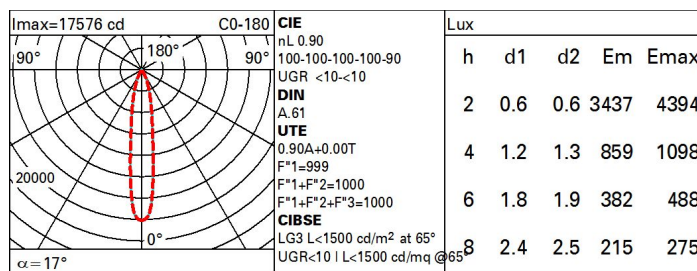 Imax=17576 cd C0-180
90° 180° 90°
20000
0°
α=17°
CIE
nL 0.90
100-100-100-100-90
UGR <10-<10
DIN
A.61
UTE
0.90A+0.00T
F"1=999
F"1+F"2=1000
F"1+F"2+F"3=1000
CIBSE
LG3 L<1500 cd/m² at 65°
UGR<10 | L<1500 cd/mq @65°
Lux
h d1 d2 Em Emax
2 0.6 0.6 3437 4394
4 1.2 1.3 859 1098
6 1.8 1.9 382 488
8 2.4 2.5 215 275